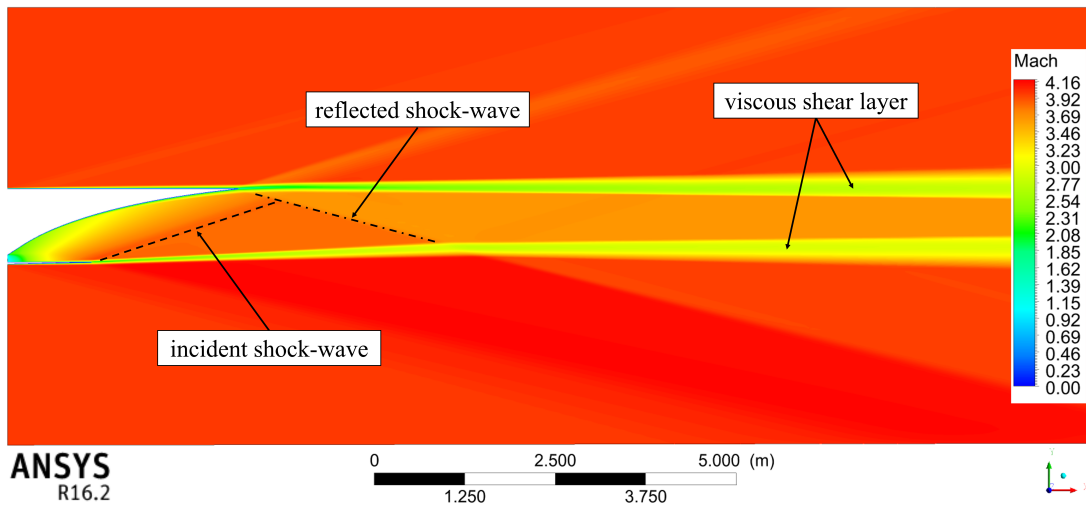 Mach
reflected shock-wave
viscous shear layer
4.16
3.92
3.69
3.46
3.23
3.00
2.77
2.54
2.31
2.08
1.85
1.62
1.39
1.15
0.92
0.69
0.46
0.23
0.00
incident shock-wave
ANSYS
R16.2
0 2.500 5.000 (m)
1.250 3.750
Y